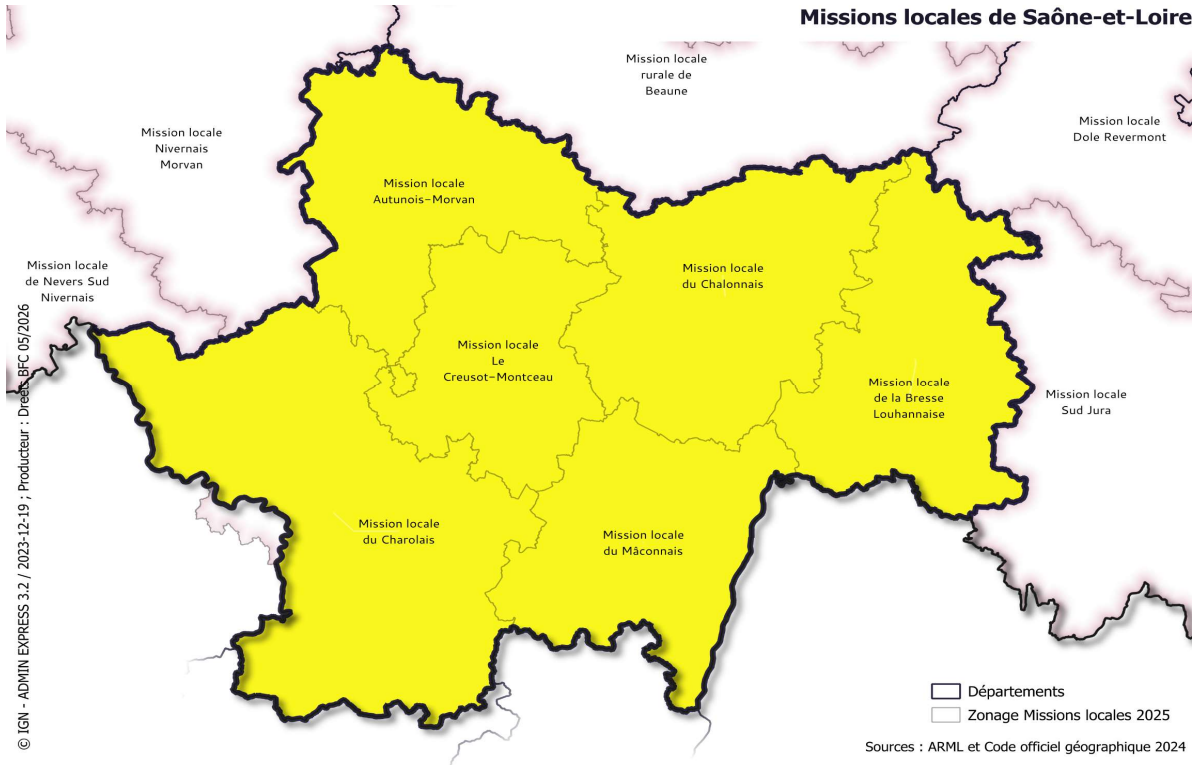 Missions locales de Saône-et-Loire
Mission locale
rurale de
Beaune
Mission locale
Nivernais
Morvan
Mission locale
Dole Revermont
Mission locale
Autunois-Morvan
Mission locale
de Nevers Sud
Nivernais
Mission locale
du Chalonnais
Mission locale
Le
Creusot-Montceau
Mission locale
de la Bresse
Louhannaise
Mission locale
Sud Jura
Mission locale
du Charolais
Mission locale
du Mâconnais
Départements
Zonage Missions locales 2025
Sources : ARML et Code officiel géographique 2024
© IGN - ADMIN EXPRESS 3.2 / 2023-12-19 ; Producteur : Dreets BFC 05/2026